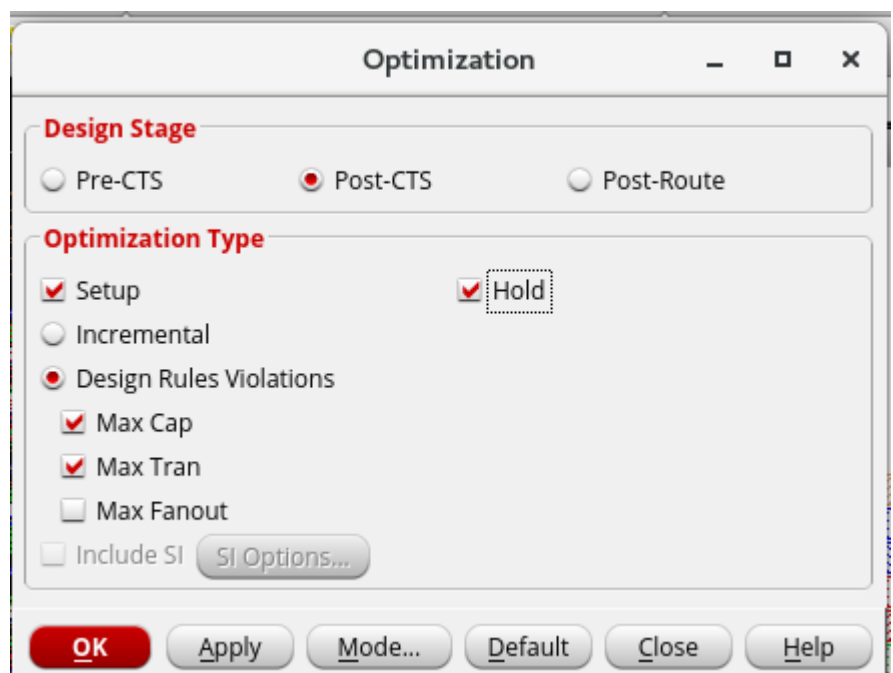 Optimization
Design Stage
Pre-CTS Post-CTS Post-Route
Optimization Type
Setup Hold
Incremental
Design Rules Violations
Max Cap
Max Tran
Max Fanout
Include SI SI Options...
OK Apply Mode... Default Close Help